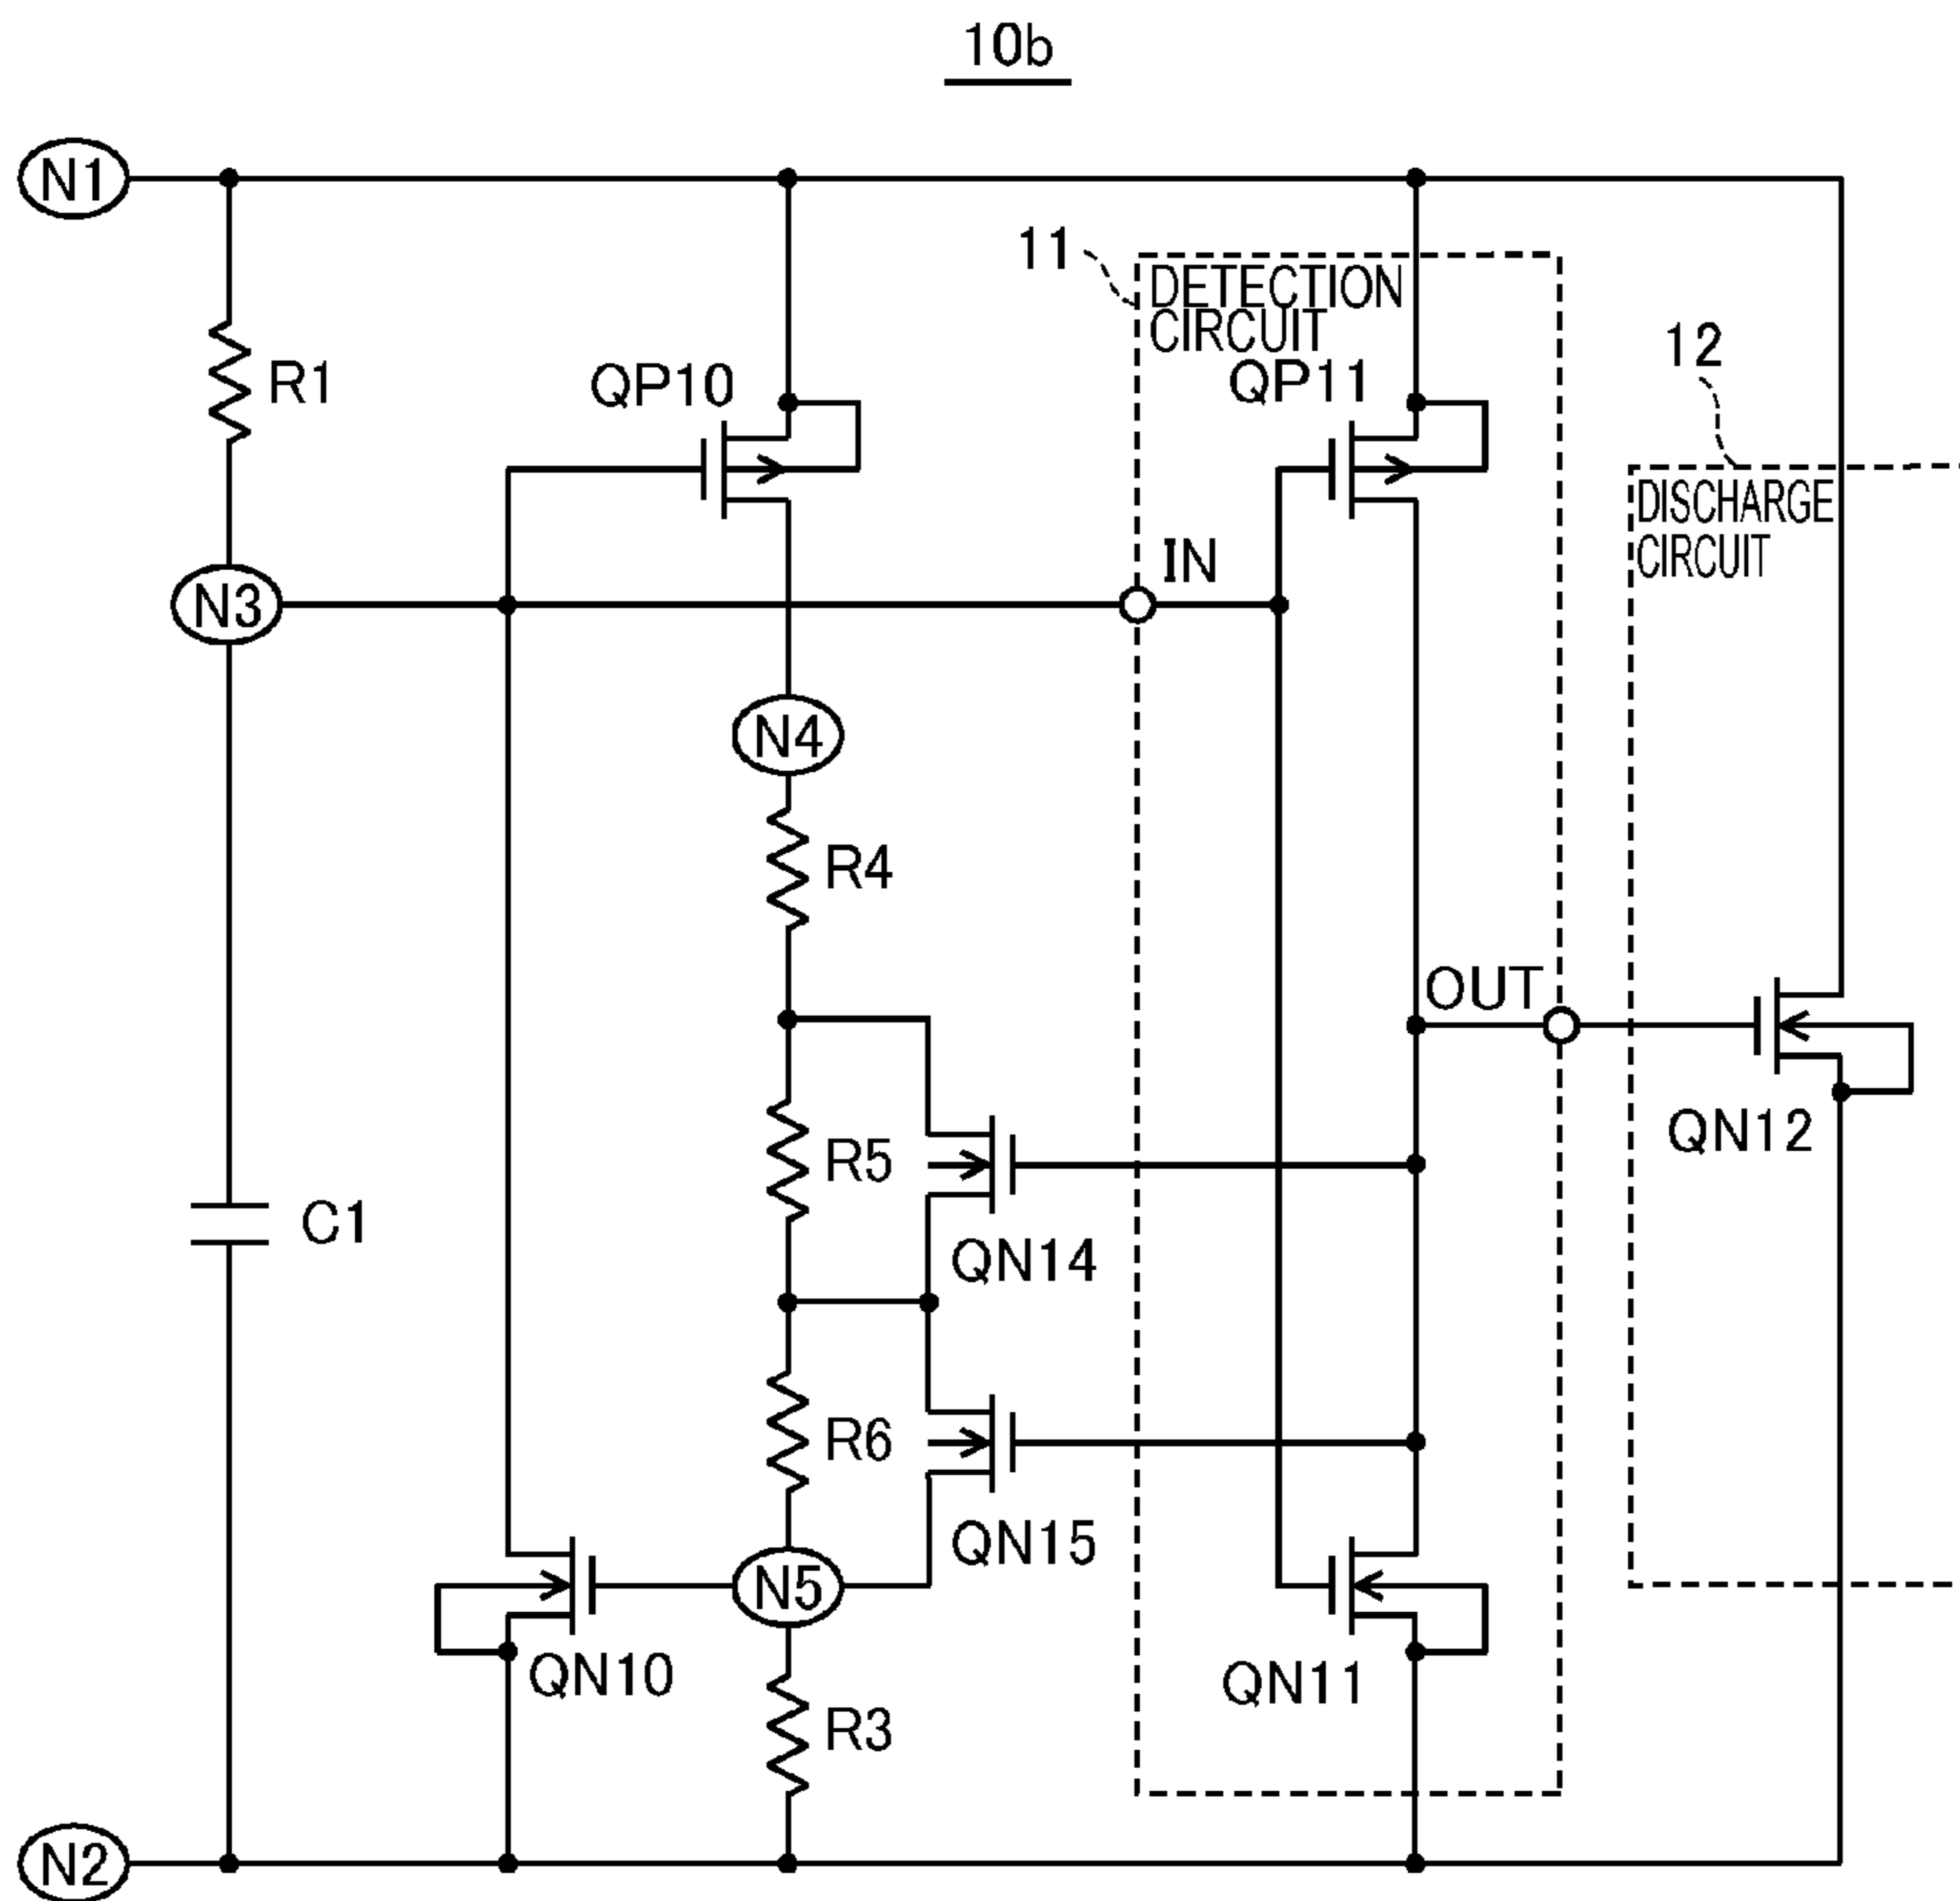 10b
N1
11
DETECTION
CIRCUIT
12
R1
QP10
QP11
DISCHARGE
CIRCUIT
IN
N3
N4
R4
OUT
QN12
R5
C1
QN14
R6
QN15
N5
QN10
QN11
R3
N2